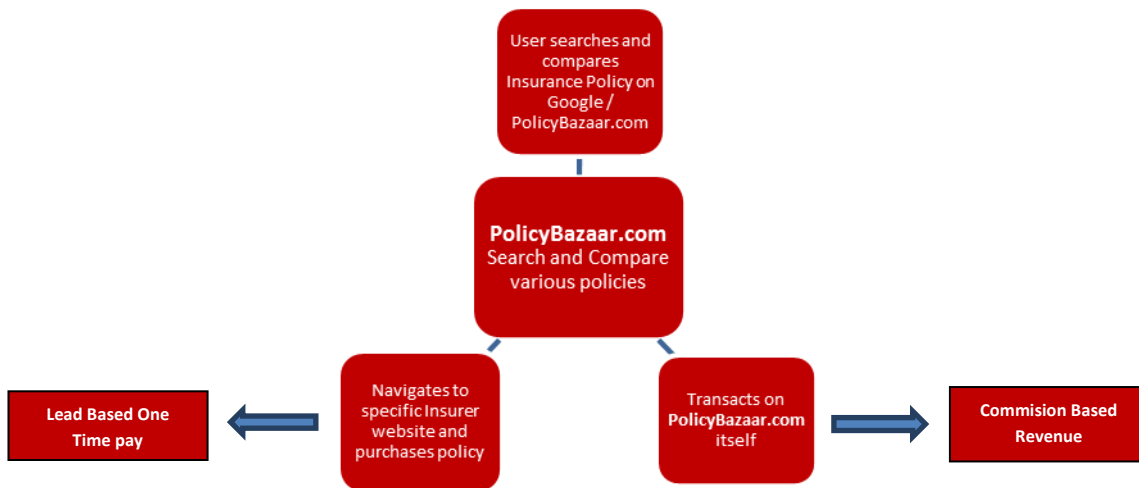 User searches and
compares
Insurance Policy on
Google /
PolicyBazaar.com
PolicyBazaar.com
Search and Compare
various policies
Navigates to
specific Insurer
website and
purchases policy
Transacts on
PolicyBazaar.com
itself
Lead Based One
Time pay
Commision Based
Revenue